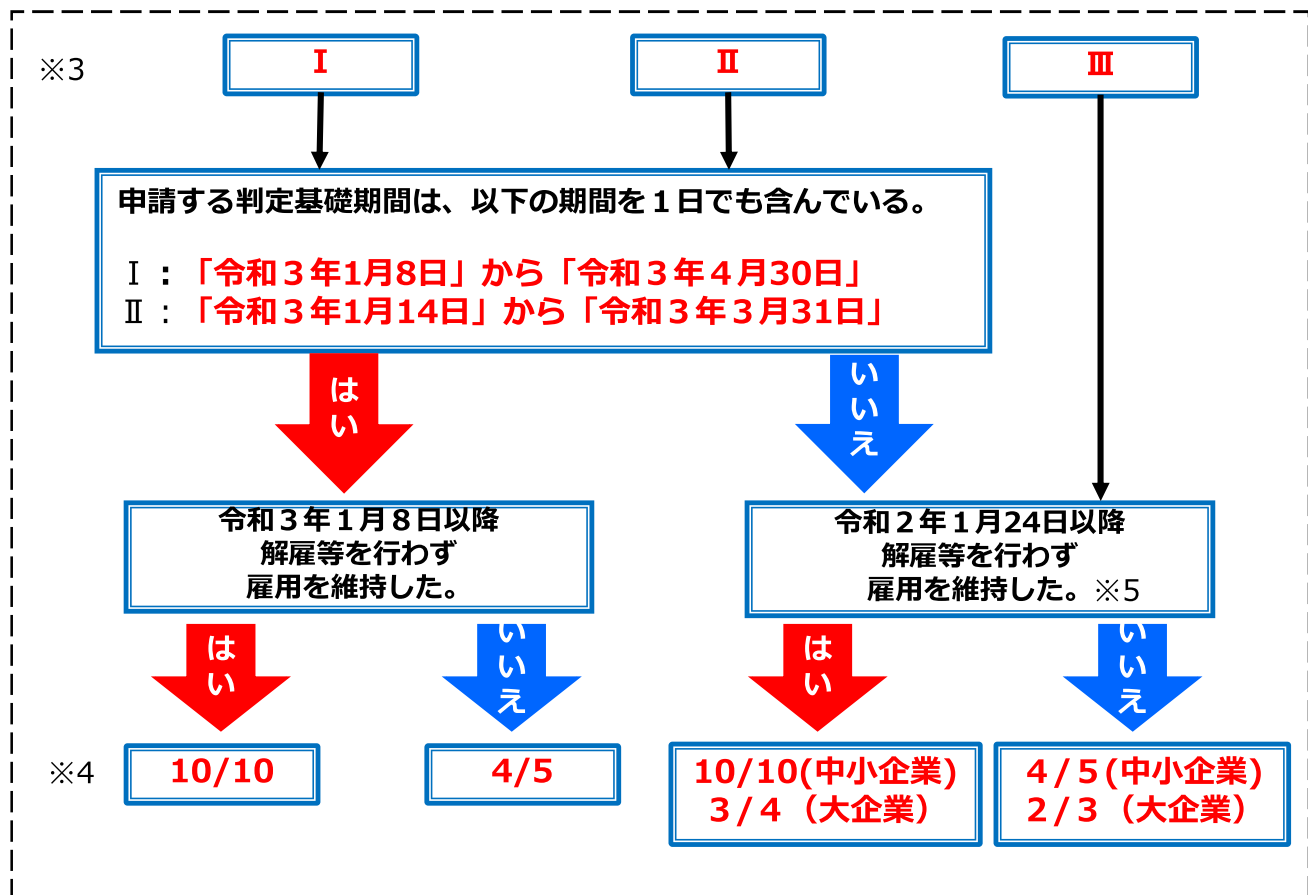 ※3
Ⅰ
Ⅱ
Ⅲ
申請する判定基礎期間は、以下の期間を１日でも含んでいる。
Ⅰ：「令和３年1月8日」から「令和３年４月30日」
Ⅱ：「令和３年1月14日」から「令和３年３月31日」
はい
いいえ
令和３年１月８日以降
解雇等を行わず
雇用を維持した。
令和２年１月24日以降
解雇等を行わず
雇用を維持した。※5
はい
いいえ
はい
いいえ
※4
10/10
4/5
10/10(中小企業)
３/４（大企業）
４/５(中小企業)
２/３（大企業）